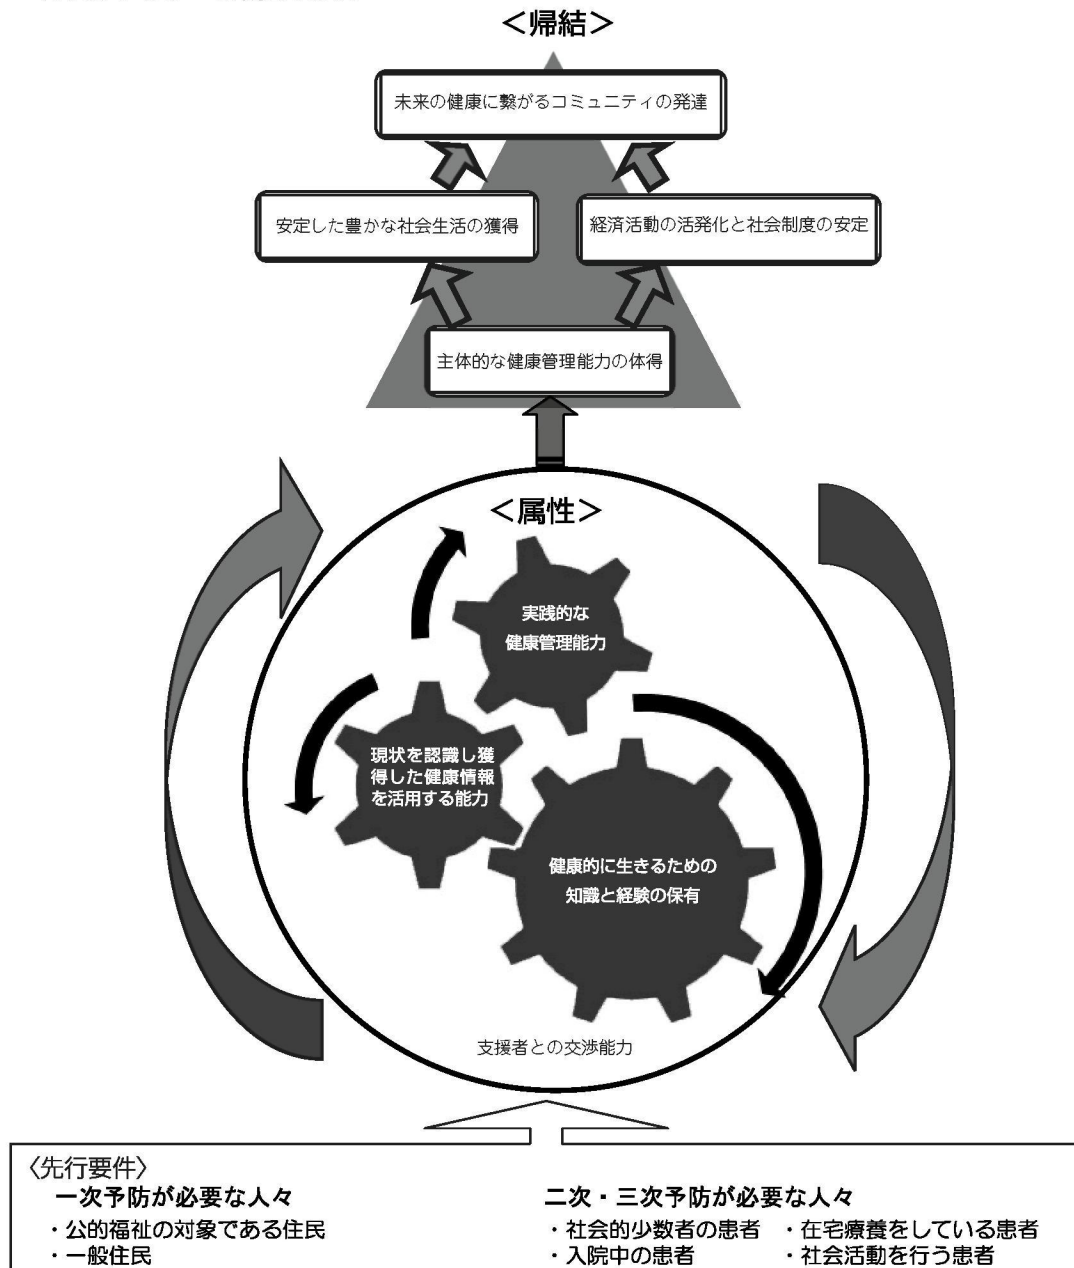 ＜帰結＞
未来の健康に繋がるコミュニティの発達
安定した豊かな社会生活の獲得
経済活動の活発化と社会制度の安定
主体的な健康管理能力の体得
＜属性＞
実践的な
健康管理能力
現状を認識し獲
得した健康情報
を活用する能力
健康的に生きるための
知識と経験の保有
支援者との交渉能力
〈先行要件〉
一次予防が必要な人々
・公的福祉の対象である住民
・一般住民
二次・三次予防が必要な人々
・社会的少数者の患者　・在宅療養をしている患者
・入院中の患者　・社会活動を行う患者